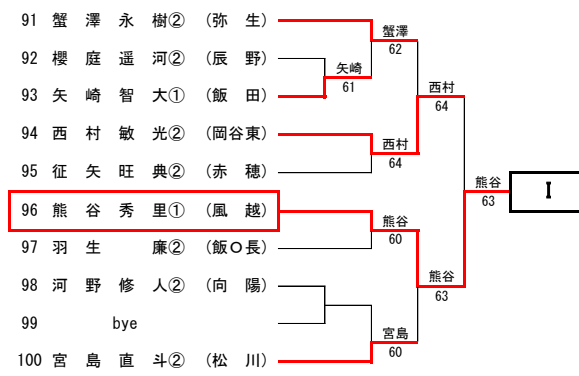 91 蟹 澤 永 樹② (弥 生)
蟹澤
62
92 櫻 庭 遥 河② (辰 野)
矢崎
61
93 矢 崎 智 大① (飯 田)
西村
64
94 西 村 敏 光② (岡谷東)
西村
64
95 征 矢 旺 典② (赤 穂)
熊谷
63
I
96 熊 谷 秀 里① (風 越)
熊谷
60
97 羽 生 廉② (飯O長)
熊谷
63
98 河 野 修 人② (向 陽)
99 bye
宮島
60
100 宮 島 直 斗② (松 川)